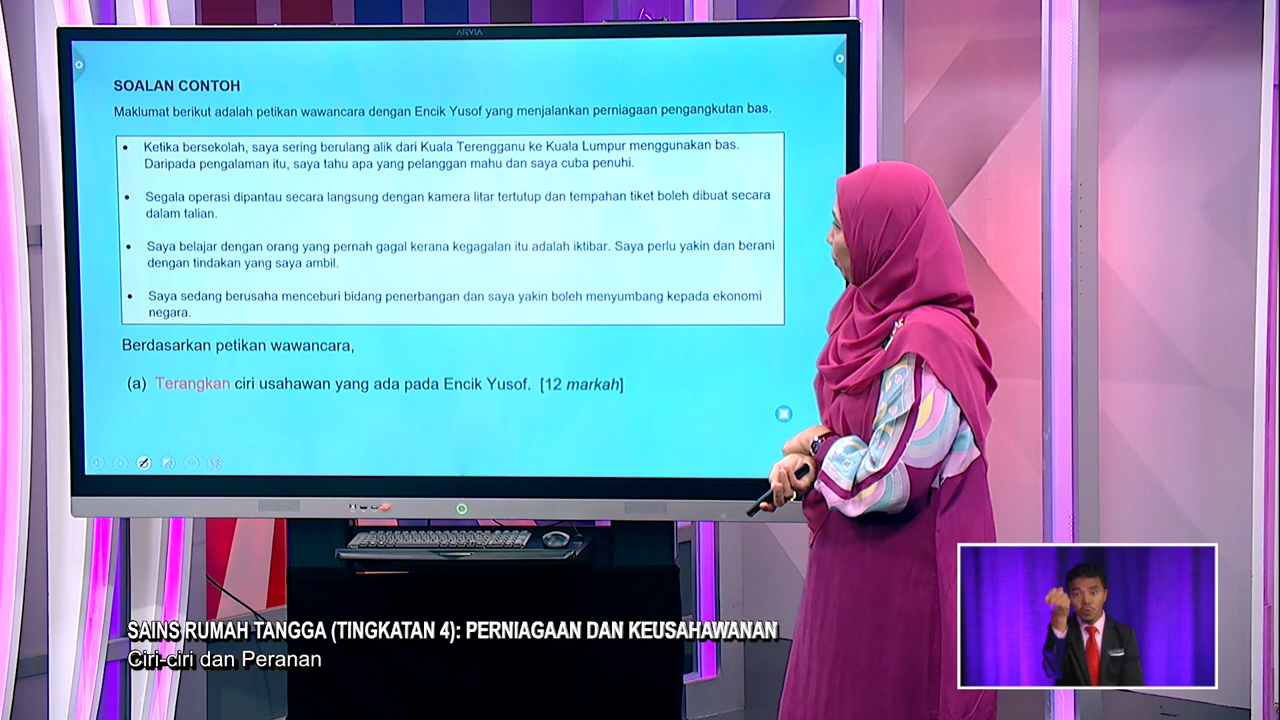 ARVIA
SOALAN CONTOH
Maklumat berikut adalah petikan wawancara dengan Encik Yusof yang menjalankan perniagaan pengangkutan bas.
• Ketika bersekolah, saya sering berulang alik dari Kuala Terengganu ke Kuala Lumpur menggunakan bas.
Daripada pengalaman itu, saya tahu apa yang pelanggan mahu dan saya cuba penuhi.
• Segala operasi dipantau secara langsung dengan kamera litar tertutup dan tempahan tiket boleh dibuat secara
dalam talian.
• Saya belajar dengan orang yang pernah gagal kerana kegagalan itu adalah iktibar. Saya perlu yakin dan berani
dengan tindakan yang saya ambil.
• Saya sedang berusaha menceburi bidang penerbangan dan saya yakin boleh menyumbang kepada ekonomi
negara.
Berdasarkan petikan wawancara,
(a) Terangkan ciri usahawan yang ada pada Encik Yusof. [12 markah]
SAINS RUMAH TANGGA (TINGKATAN 4): PERNIAGAAN DAN KEUSAHAWANAN
Ciri-ciri dan Peranan